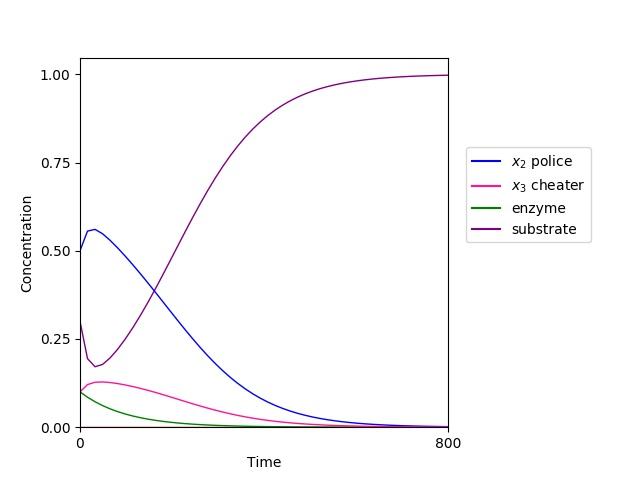 1.00
0.75
0.50
0.25
0.00
Concentration
0
800
Time
x₂ police
x₃ cheater
enzyme
substrate